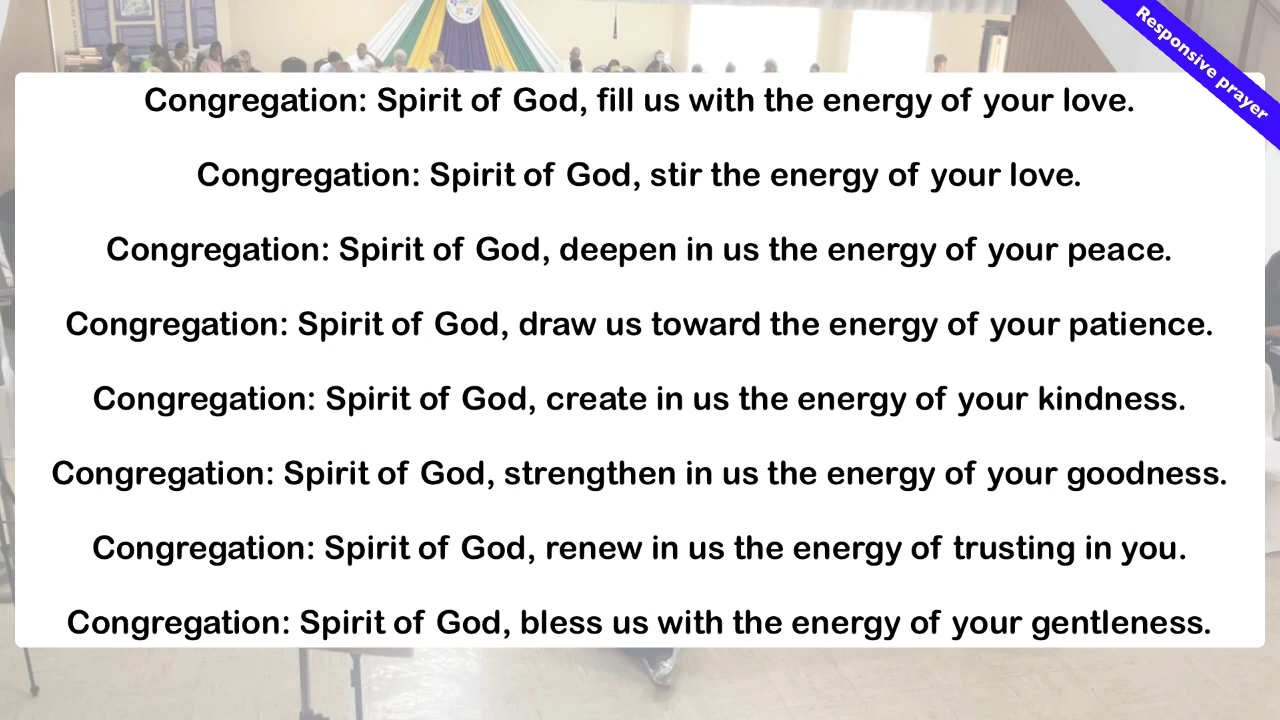 Responsive prayer
Congregation: Spirit of God, fill us with the energy of your love.
Congregation: Spirit of God, stir the energy of your love.
Congregation: Spirit of God, deepen in us the energy of your peace.
Congregation: Spirit of God, draw us toward the energy of your patience.
Congregation: Spirit of God, create in us the energy of your kindness.
Congregation: Spirit of God, strengthen in us the energy of your goodness.
Congregation: Spirit of God, renew in us the energy of trusting in you.
Congregation: Spirit of God, bless us with the energy of your gentleness.